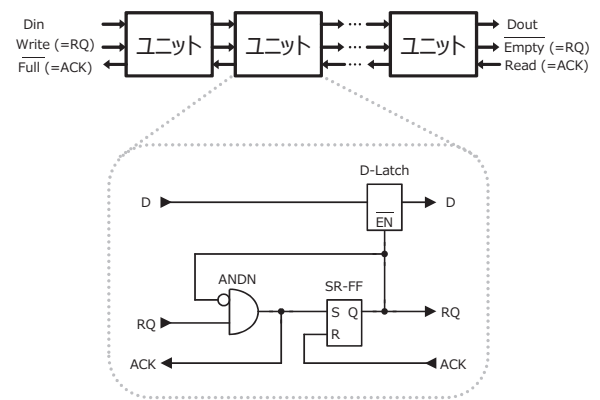 Din
Write (=RQ)
Full (=ACK)
ユニット
ユニット
…
…
ユニット
Dout
Empty (=RQ)
Read (=ACK)
D-Latch
D
EN
D
ANDN
SR-FF
S Q
R
RQ
RQ
ACK
ACK